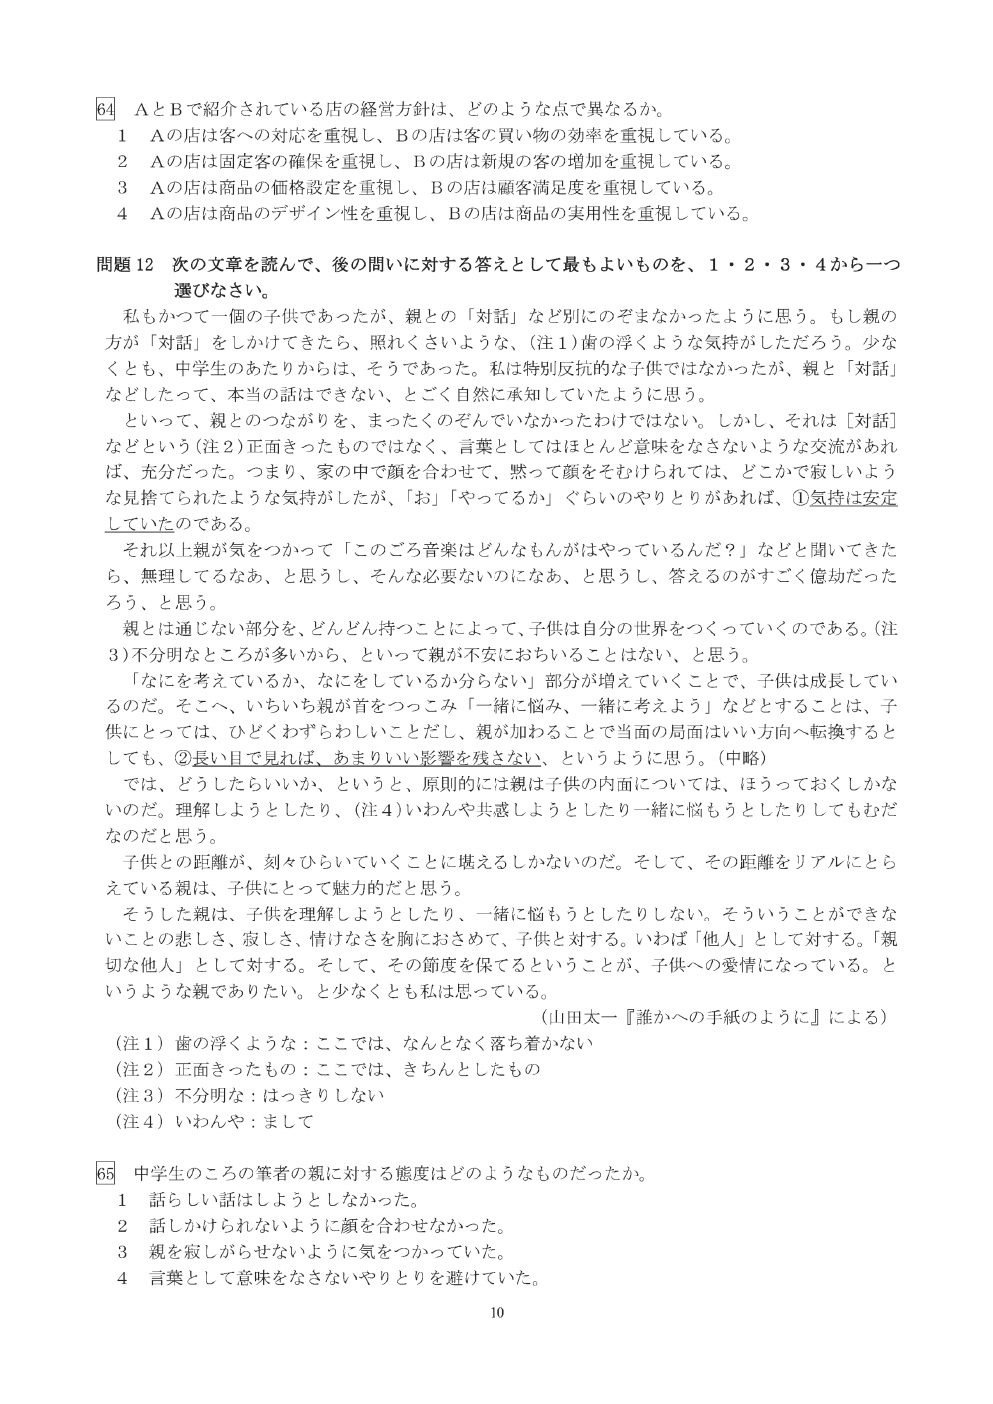 64　AとBで紹介されている店の経営方針は、どのような点で異なるか。
1　Aの店は客への対応を重視し、Bの店は客の買い物の効率を重視している。
2　Aの店は固定客の確保を重視し、Bの店は新規の客の増加を重視している。
3　Aの店は商品の価格設定を重視し、Bの店は顧客満足度を重視している。
4　Aの店は商品のデザイン性を重視し、Bの店は商品の実用性を重視している。
問題12　次の文章を読んで、後の問いに対する答えとして最もよいものを、1・2・3・4から一つ
選びなさい。
私もかつて一個の子供であったが、親との「対話」など別にのぞまなかったように思う。もし親の
方が「対話」をしかけてきたら、照れくさいような、(注1)歯の浮くような気持がしただろう。少な
くとも、中学生のあたりからは、そうであった。私は特別反抗的な子供ではなかったが、親と「対話」
などしたって、本当の話はできない、とごく自然に承知していたように思う。
といって、親とのつながりを、まったくのぞんでいなかったわけではない。しかし、それは［対話］
などという(注2)正面きったものではなく、言葉としてはほとんど意味をなさないような交流があれ
ば、充分だった。つまり、家の中で顔を合わせて、黙って顔をそむけられては、どこかで寂しいよう
な見捨てられたような気持がしたが、「お」「やってるか」ぐらいのやりとりがあれば、①気持は安定
していたのである。
それ以上親が気をつかって「このごろ音楽はどんなもんがはやっているんだ？」などと聞いてきた
ら、無理してるなあ、と思うし、そんな必要ないのになあ、と思うし、答えるのがすごく億劫だった
ろう、と思う。
親とは通じない部分を、どんどん持つことによって、子供は自分の世界をつくっていくのである。(注
3)不分明なところが多いから、といって親が不安におちいることはない、と思う。
「なにを考えているか、なにをしているか分らない」部分が増えていくことで、子供は成長してい
るのだ。そこへ、いちいち親が首をつっこみ「一緒に悩み、一緒に考えよう」などとすることは、子
供にとっては、ひどくわずらわしいことだし、親が加わることで当面の局面はいい方向へ転換すると
しても、②長い目で見れば、あまりいい影響を残さない、というように思う。(中略)
では、どうしたらいいか、というと、原則的には親は子供の内面については、ほうっておくしかな
いのだ。理解しようとしたり、(注4)いわんや共感しようとしたり一緒に悩もうとしたりしてもむだ
なのだと思う。
子供との距離が、刻々ひらいていくことに堪えるしかないのだ。そして、その距離をリアルにとら
えている親は、子供にとって魅力的だと思う。
そうした親は、子供を理解しようとしたり、一緒に悩もうとしたりしない。そういうことができな
いことの悲しさ、寂しさ、情けなさを胸におさめて、子供と対する。いわば「他人」として対する。「親
切な他人」として対する。そして、その節度を保てるということが、子供への愛情になっている。と
いうような親でありたい。と少なくとも私は思っている。
（山田太一『誰かへの手紙のように』による）
（注1）歯の浮くような：ここでは、なんとなく落ち着かない
（注2）正面きったもの：ここでは、きちんとしたもの
（注3）不分明な：はっきりしない
（注4）いわんや：まして
65　中学生のころの筆者の親に対する態度はどのようなものだったか。
1　話らしい話はしようとしなかった。
2　話しかけられないように顔を合わせなかった。
3　親を寂しがらせないように気をつかっていた。
4　言葉として意味をなさないやりとりを避けていた。
10